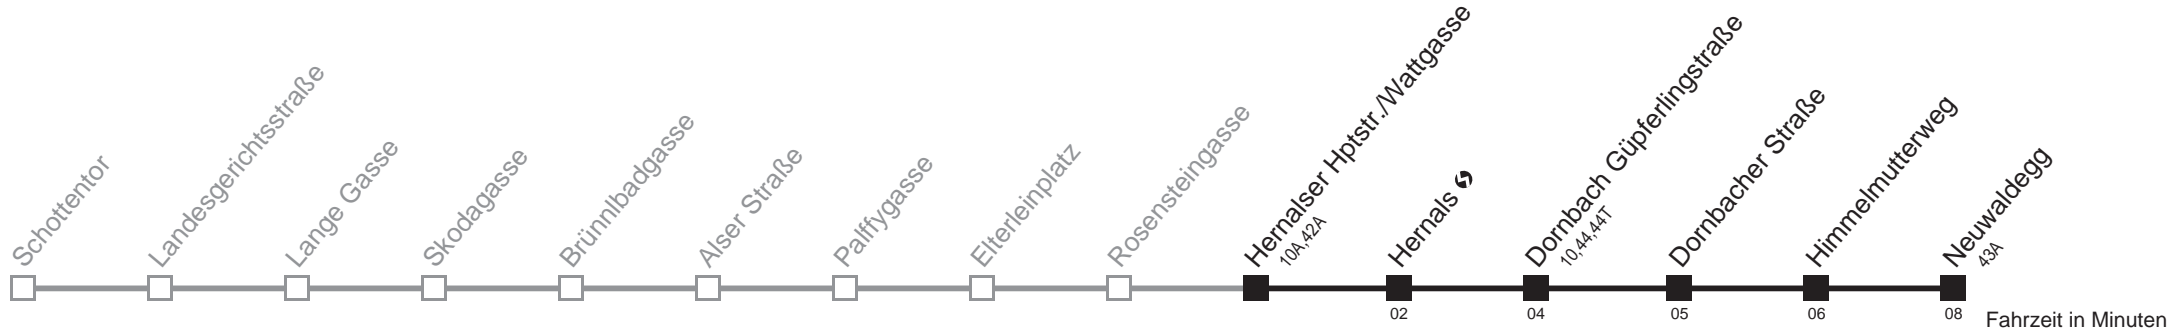 Schottentor
Landesgerichtsstraße
Lange Gasse
Skodagasse
Brünnlbadgasse
Alser Straße
Palffygasse
Elterleinplatz
Rosensteingasse
Hernalser Hptstr./Wattgasse
10A,42A
Hernals
02
Dornbach Güpferlingstraße
10,44,44T
04
Dornbacher Straße
05
Himmelmutterweg
06
Neuwaldegg
43A
08
Fahrzeit in Minuten